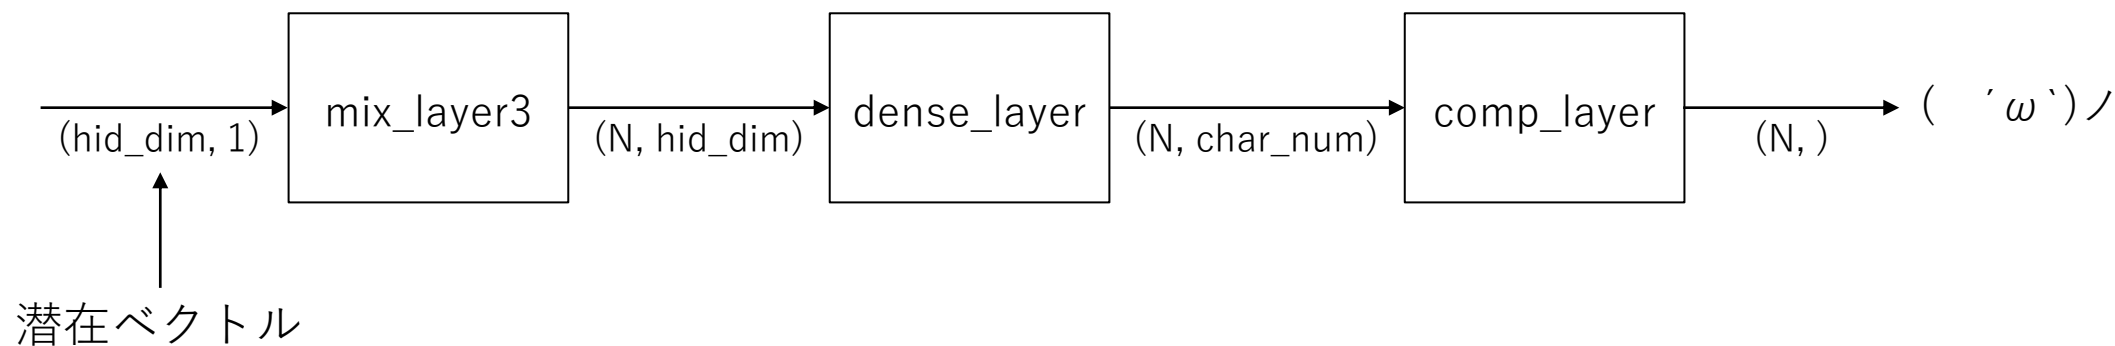 mix_layer3
dense_layer
comp_layer
( ´ω`)ノ
(hid_dim, 1)
(N, hid_dim)
(N, char_num)
(N, )
潜在ベクトル